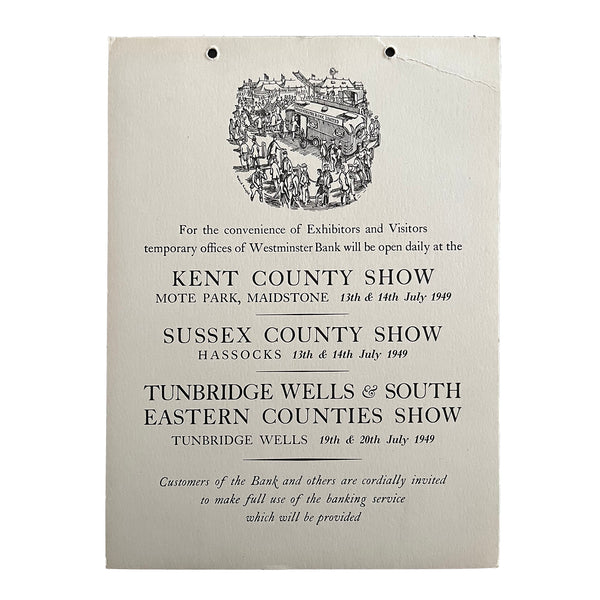 For the convenience of Exhibitors and Visitors
temporary offices of Westminster Bank will be open daily at the
KENT COUNTY SHOW
MOTE PARK, MAIDSTONE 13th & 14th July 1949
SUSSEX COUNTY SHOW
HASSOCKS 13th & 14th July 1949
TUNBRIDGE WELLS & SOUTH
EASTERN COUNTIES SHOW
TUNBRIDGE WELLS 19th & 20th July 1949
Customers of the Bank and others are cordially invited
to make full use of the banking service
which will be provided